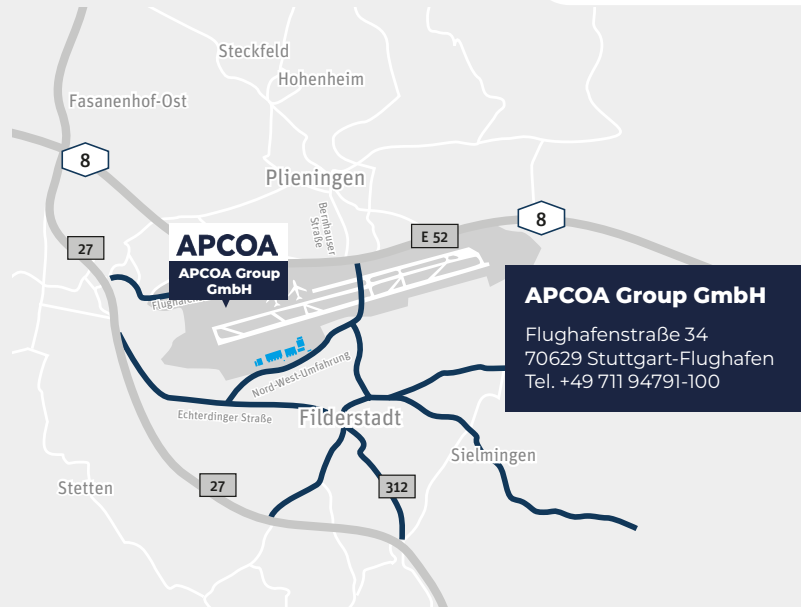 Steckfeld
Hohenheim
Fasanenhof-Ost
8
Plieningen
Bernhauser
Straße
8
E 52
27
APCOA
APCOA Group
GmbH
APCOA Group GmbH
Flughafenstraße 34
70629 Stuttgart-Flughafen
Tel. +49 711 94791-100
Nord-West-Umfahrung
Echterdinger Straße
Filderstadt
Sielmingen
Stetten
27
312